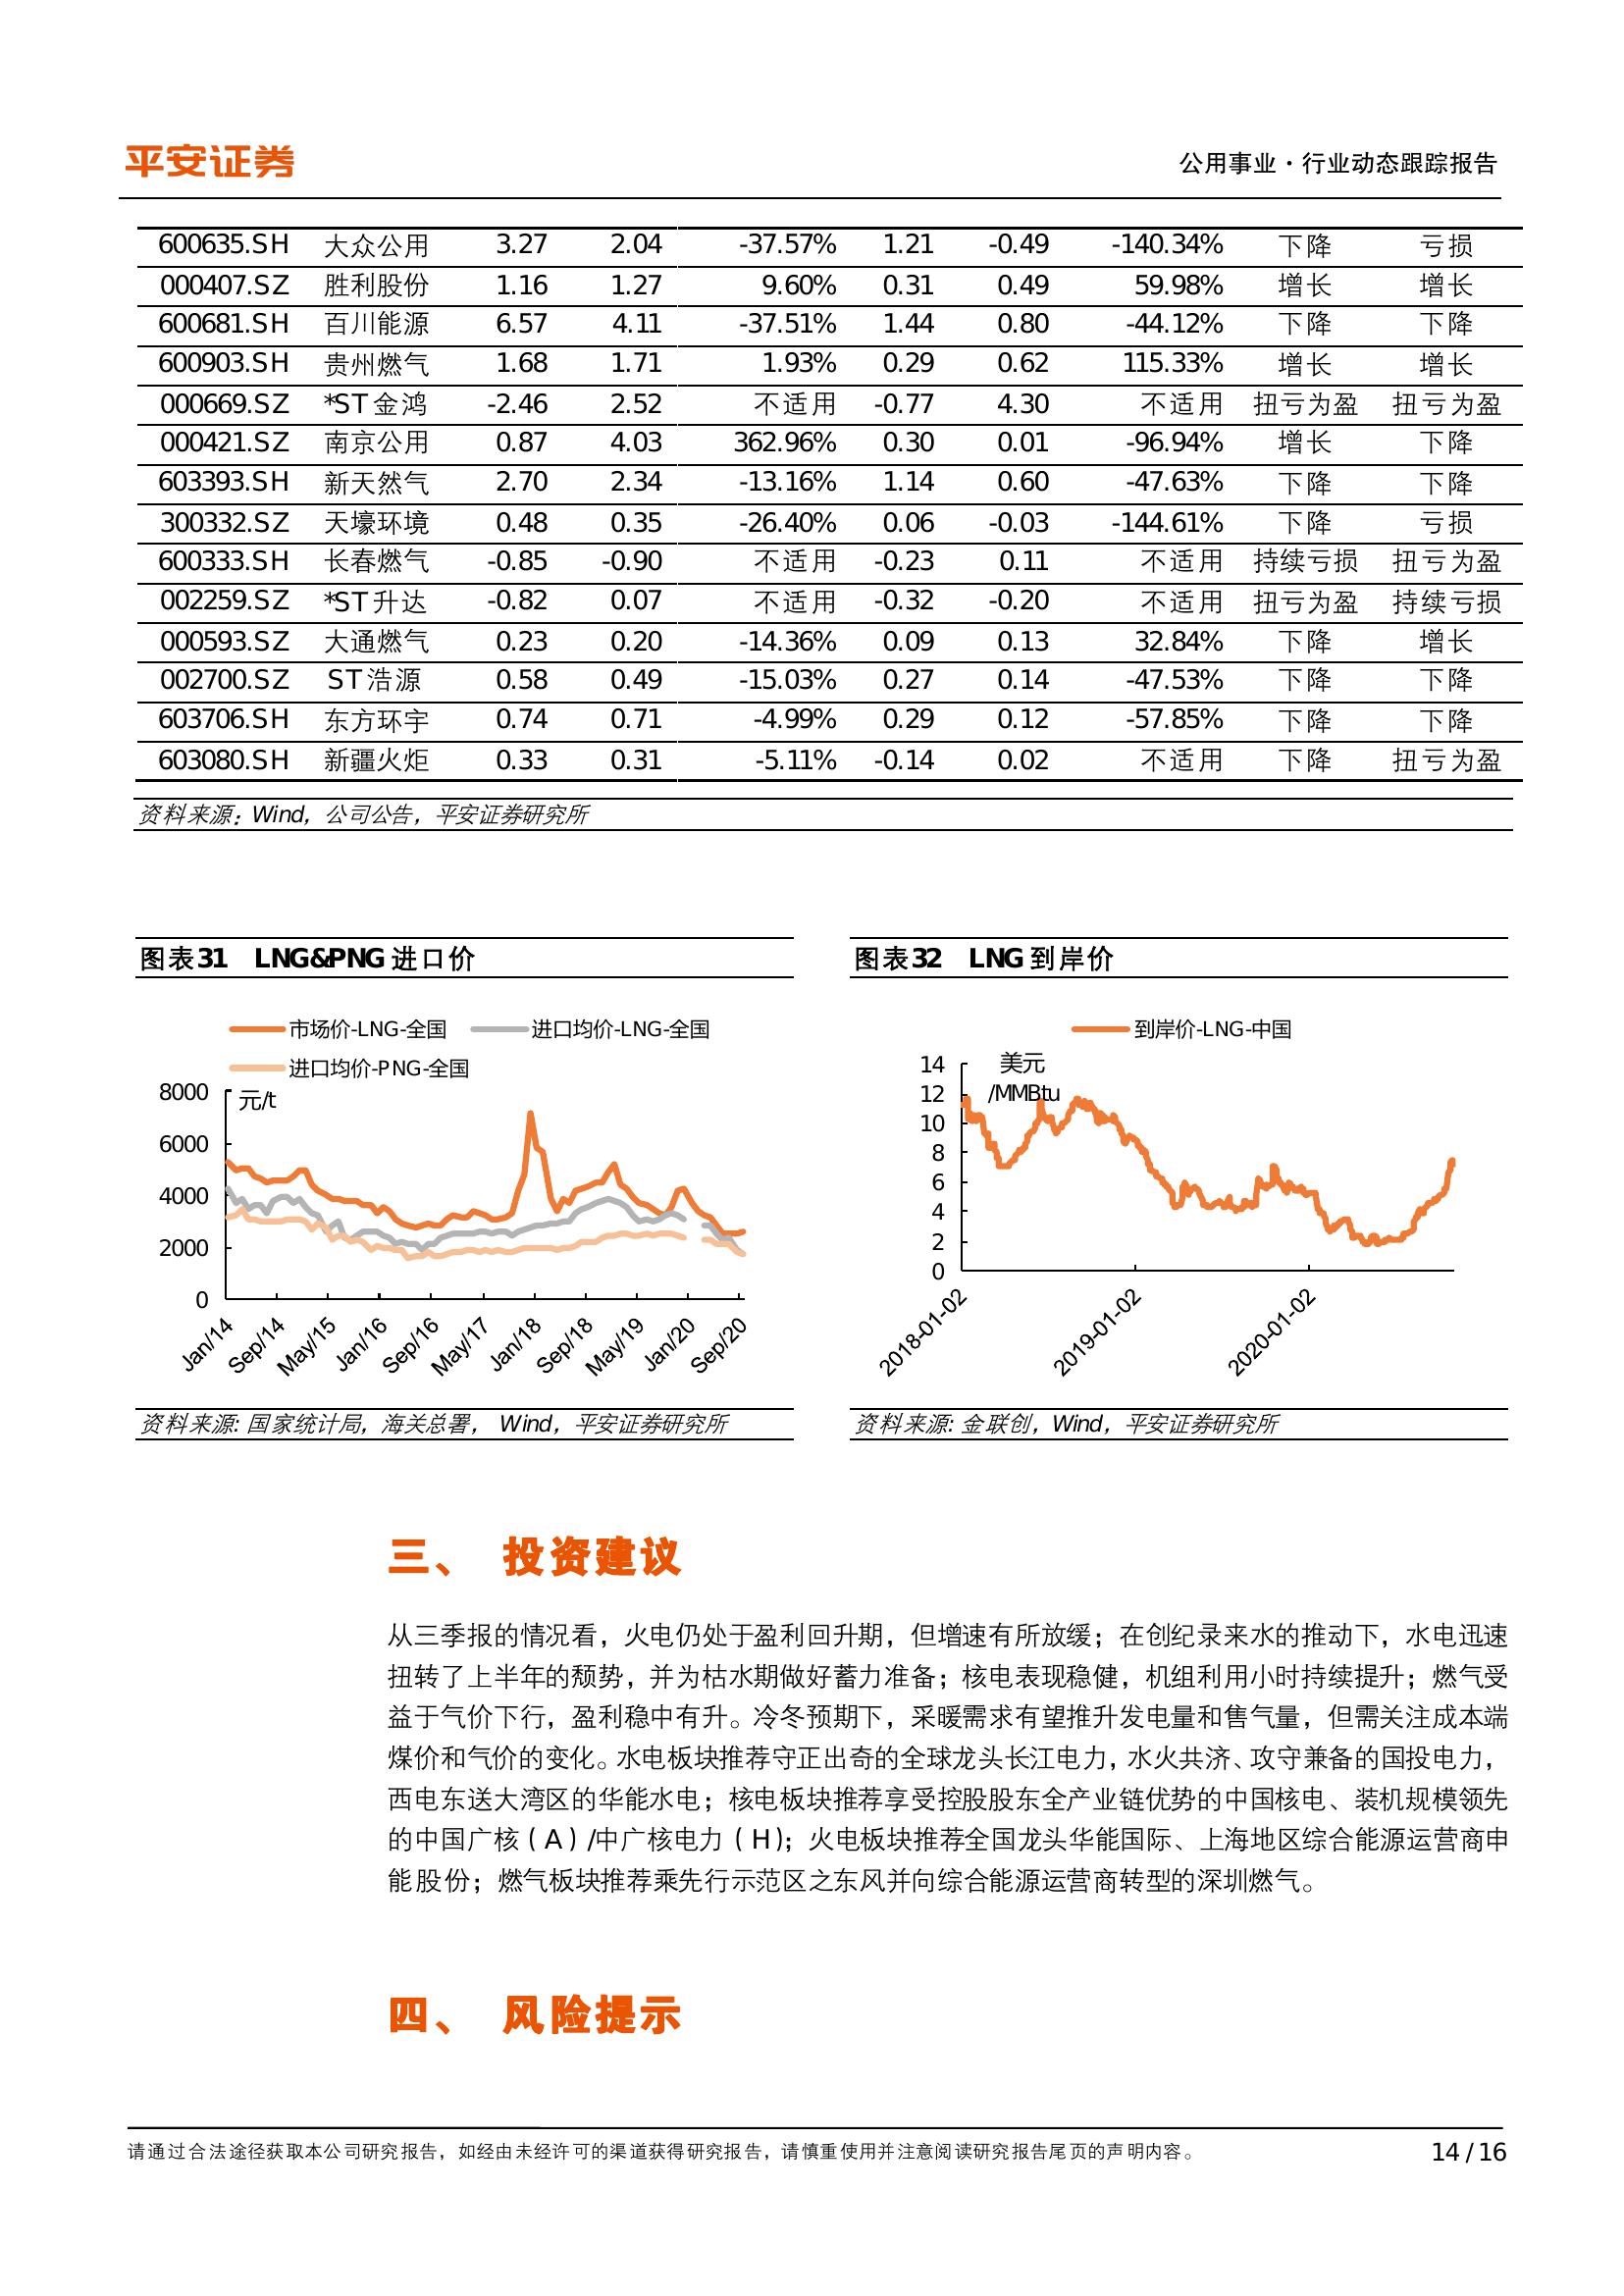 平安证券
公用事业·行业动态跟踪报告
600635.SH 大众公用 3.27 2.04 -37.57% 1.21 -0.49 -140.34% 下降 亏损
000407.SZ 胜利股份 1.16 1.27 9.60% 0.31 0.49 59.98% 增长 增长
600681.SH 百川能源 6.57 4.11 -37.51% 1.44 0.80 -44.12% 下降 下降
600903.SH 贵州燃气 1.68 1.71 1.93% 0.29 0.62 115.33% 增长 增长
000669.SZ *ST金鸿 -2.46 2.52 不适用 -0.77 4.30 不适用 扭亏为盈 扭亏为盈
000421.SZ 南京公用 0.87 4.03 362.96% 0.30 0.01 -96.94% 增长 下降
603393.SH 新天然气 2.70 2.34 -13.16% 1.14 0.60 -47.63% 下降 下降
300332.SZ 天壕环境 0.48 0.35 -26.40% 0.06 -0.03 -144.61% 下降 亏损
600333.SH 长春燃气 -0.85 -0.90 不适用 -0.23 0.11 不适用 持续亏损 扭亏为盈
002259.SZ *ST升达 -0.82 0.07 不适用 -0.32 -0.20 不适用 扭亏为盈 持续亏损
000593.SZ 大通燃气 0.23 0.20 -14.36% 0.09 0.13 32.84% 下降 增长
002700.SZ ST浩源 0.58 0.49 -15.03% 0.27 0.14 -47.53% 下降 下降
603706.SH 东方环宇 0.74 0.71 -4.99% 0.29 0.12 -57.85% 下降 下降
603080.SH 新疆火炬 0.33 0.31 -5.11% -0.14 0.02 不适用 下降 扭亏为盈
资料来源：Wind，公司公告，平安证券研究所
图表31 LNG&PNG进口价
市场价-LNG-全国 进口均价-LNG-全国
进口均价-PNG-全国
元/t
8000
6000
4000
2000
0
Jan/14 Sep/14 May/15 Jan/16 Sep/16 May/17 Jan/18 Sep/18 May/19 Jan/20 Sep/20
资料来源: 国家统计局，海关总署， Wind，平安证券研究所
图表32 LNG到岸价
到岸价-LNG-中国
美元
/MMBtu
14
12
10
8
6
4
2
0
2018-01-02 2019-01-02 2020-01-02
资料来源: 金联创，Wind，平安证券研究所
三、 投资建议
从三季报的情况看，火电仍处于盈利回升期，但增速有所放缓；在创纪录来水的推动下，水电迅速
扭转了上半年的颓势，并为枯水期做好蓄力准备；核电表现稳健，机组利用小时持续提升；燃气受
益于气价下行，盈利稳中有升。冷冬预期下，采暖需求有望推升发电量和售气量，但需关注成本端
煤价和气价的变化。水电板块推荐守正出奇的全球龙头长江电力，水火共济、攻守兼备的国投电力，
西电东送大湾区的华能水电；核电板块推荐享受控股股东全产业链优势的中国核电、装机规模领先
的中国广核（A）/中广核电力（H)；火电板块推荐全国龙头华能国际、上海地区综合能源运营商申
能股份；燃气板块推荐乘先行示范区之东风并向综合能源运营商转型的深圳燃气。
四、 风险提示
请通过合法途径获取本公司研究报告，如经由未经许可的渠道获得研究报告，请慎重使用并注意阅读研究报告尾页的声明内容。
14 / 16